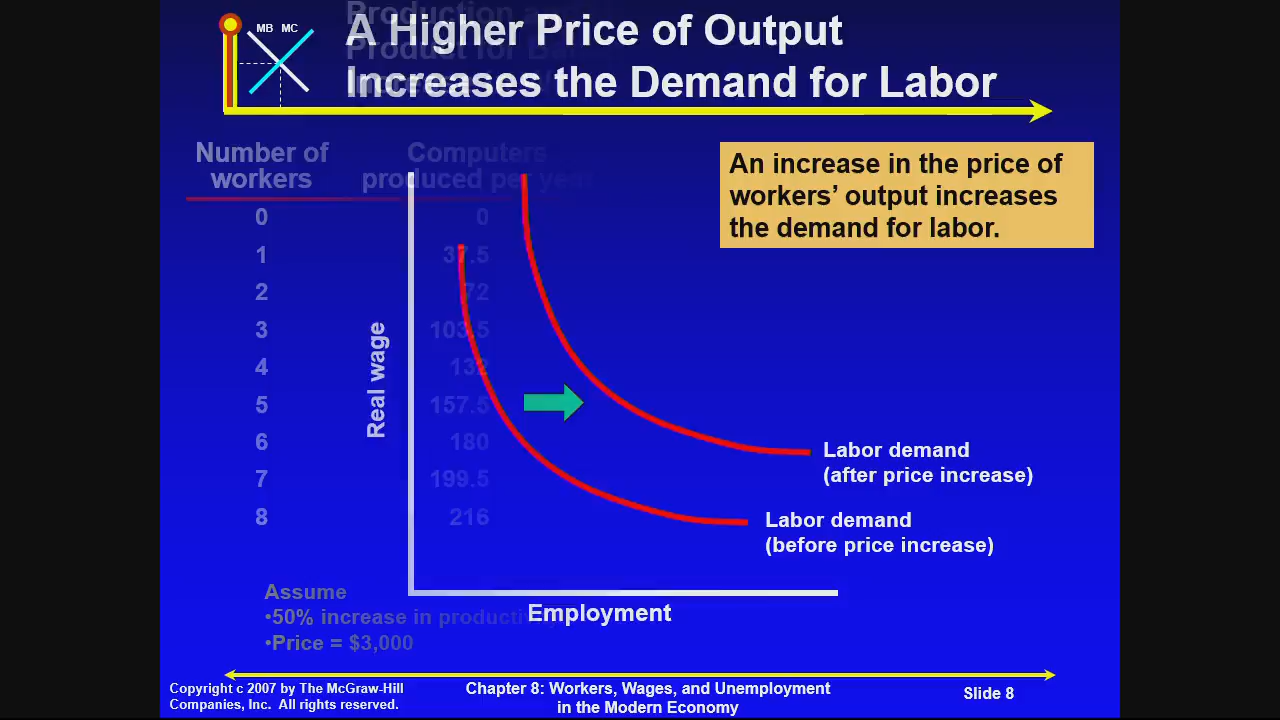 MB MC
A Higher Price of Output
Increases the Demand for Labor
Production a
Product for Ba
Number of
workers
Computers
produced per year
An increase in the price of
workers’ output increases
the demand for labor.
0 0
1 37.5
2 72
3 103.5
4 132
5 157.5
6 180
7 199.5
8 216
Real wage
Labor demand
(after price increase)
Labor demand
(before price increase)
Employment
Assume
•50% increase in productivity
•Price = $3,000
Copyright c 2007 by The McGraw-Hill
Companies, Inc. All rights reserved.
Chapter 8: Workers, Wages, and Unemployment
in the Modern Economy
Slide 8